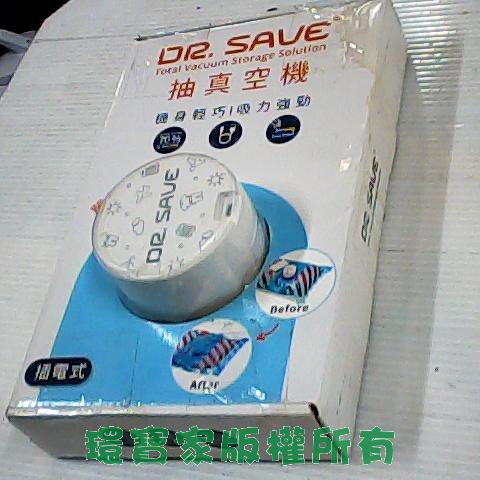 DR. SAVE
Total Vacuum Storage Solution
抽真空機
機身輕巧|吸力強勁
70%
DR. SAVE
DR. SAVE
Before
After
插電式
環寶家版權所有